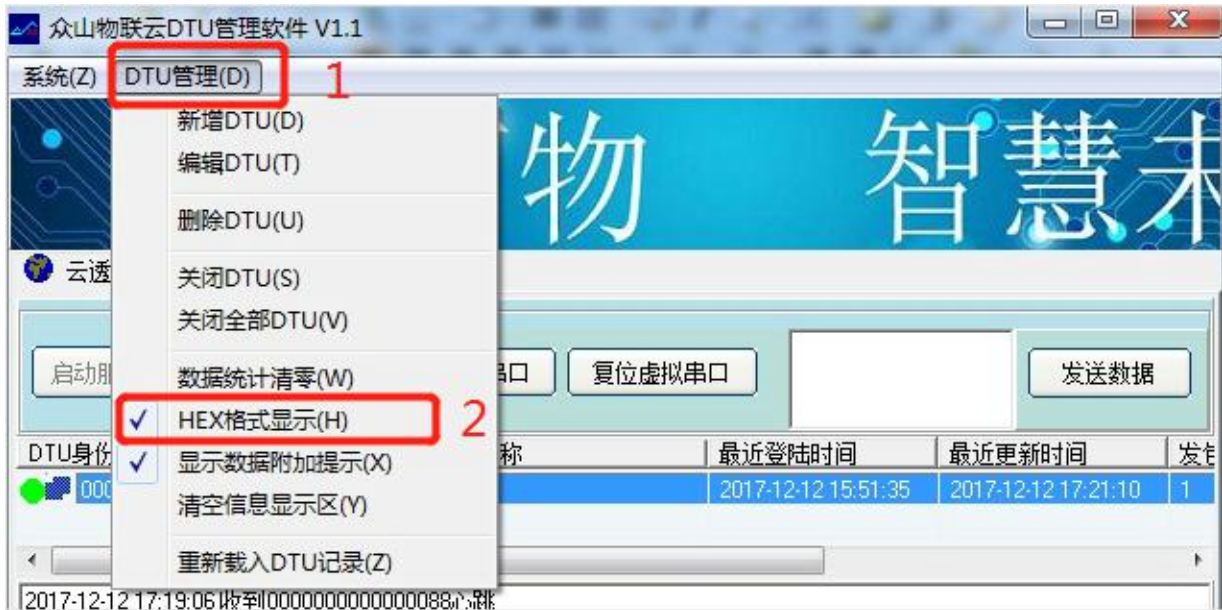 众山物联云DTU管理软件 V1.1
系统(Z) DTU管理(D) 1
新增DTU(D)
编辑DTU(T)
删除DTU(U)
关闭DTU(S)
关闭全部DTU(V)
数据统计清零(W)
HEX格式显示(H) 2
显示数据附加提示(X)
清空信息显示区(Y)
重新载入DTU记录(Z)
物 智慧未
云透
启动服 串口 复位虚拟串口 发送数据
DTU身份 称 最近登陆时间 最近更新时间 发包
000 2017-12-12 15:51:35 2017-12-12 17:21:10 1
2017-12-12 17:19:06 收到0000000000000088心跳